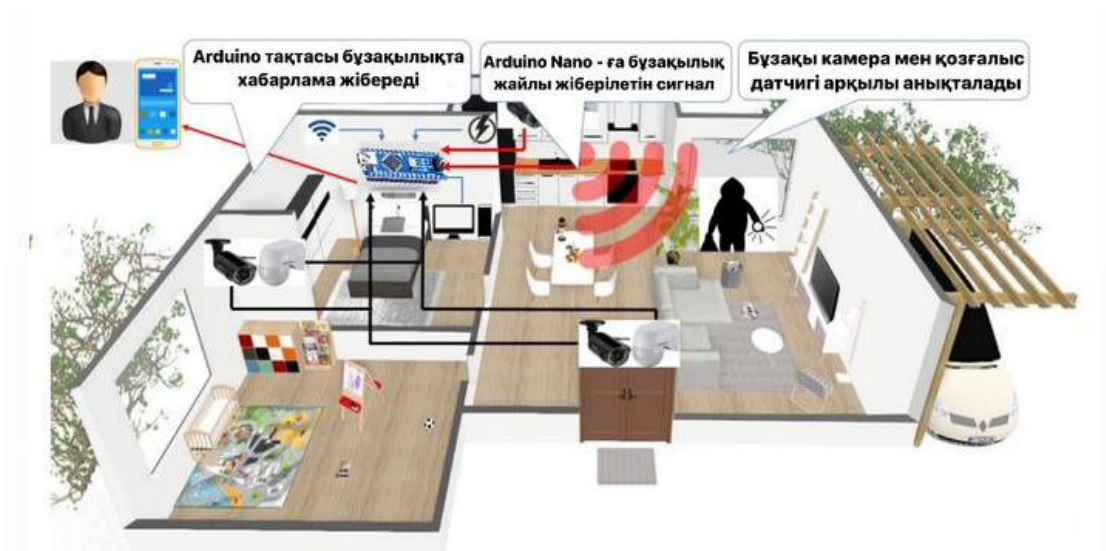 Arduino тақтасы бұзақылықта
хабарлама жібереді
Arduino Nano - ға бұзақылық
жайлы жіберілетін сигнал
Бұзақы камера мен қозғалыс
датчигі арқылы анықталады